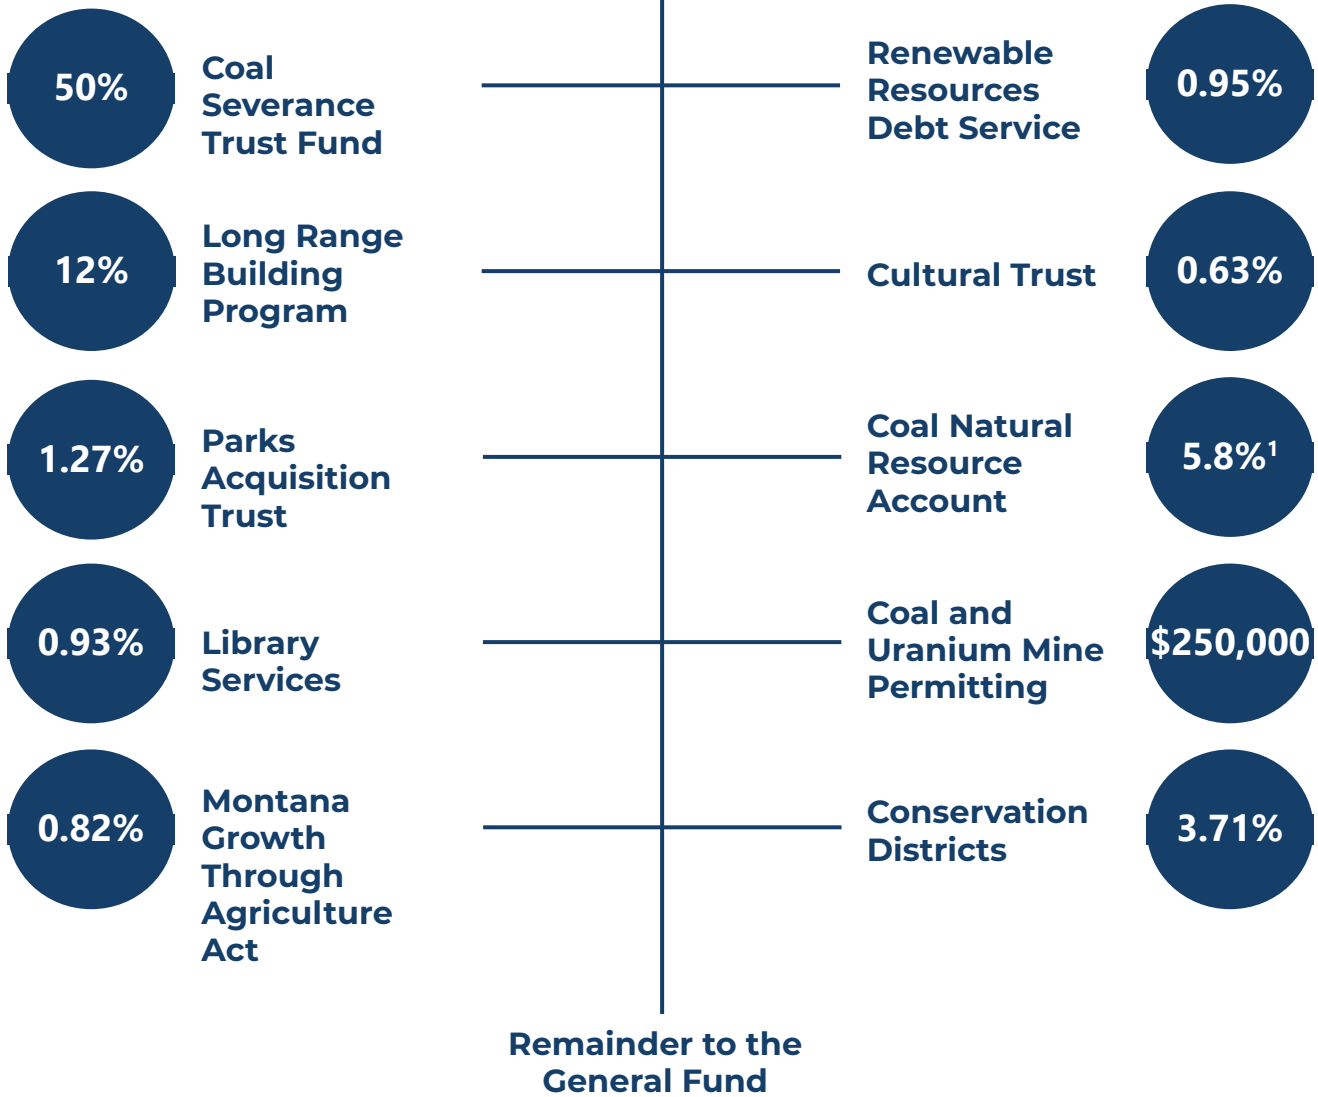 50%
Coal
Severance
Trust Fund
Renewable
Resources
Debt Service
0.95%
12%
Long Range
Building
Program
Cultural Trust
0.63%
1.27%
Parks
Acquisition
Trust
Coal Natural
Resource
Account
5.8%¹
0.93%
Library
Services
Coal and
Uranium Mine
Permitting
$250,000
0.82%
Montana
Growth
Through
Agriculture
Act
Conservation
Districts
3.71%
Remainder to the
General Fund